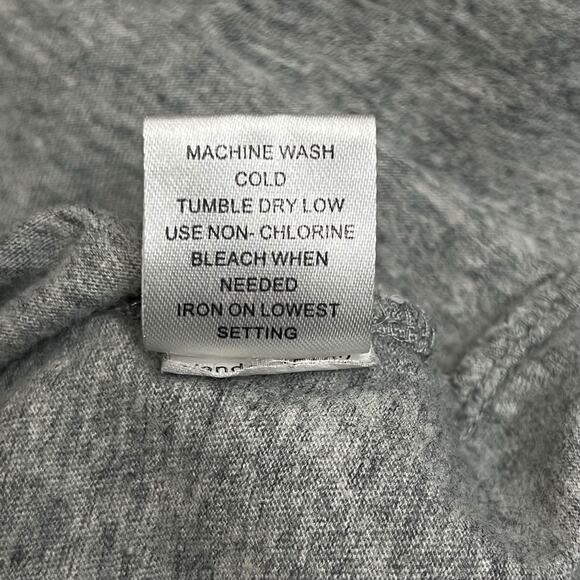 MACHINE WASH
COLD
TUMBLE DRY LOW
USE NON- CHLORINE
BLEACH WHEN
NEEDED
IRON ON LOWEST
SETTING